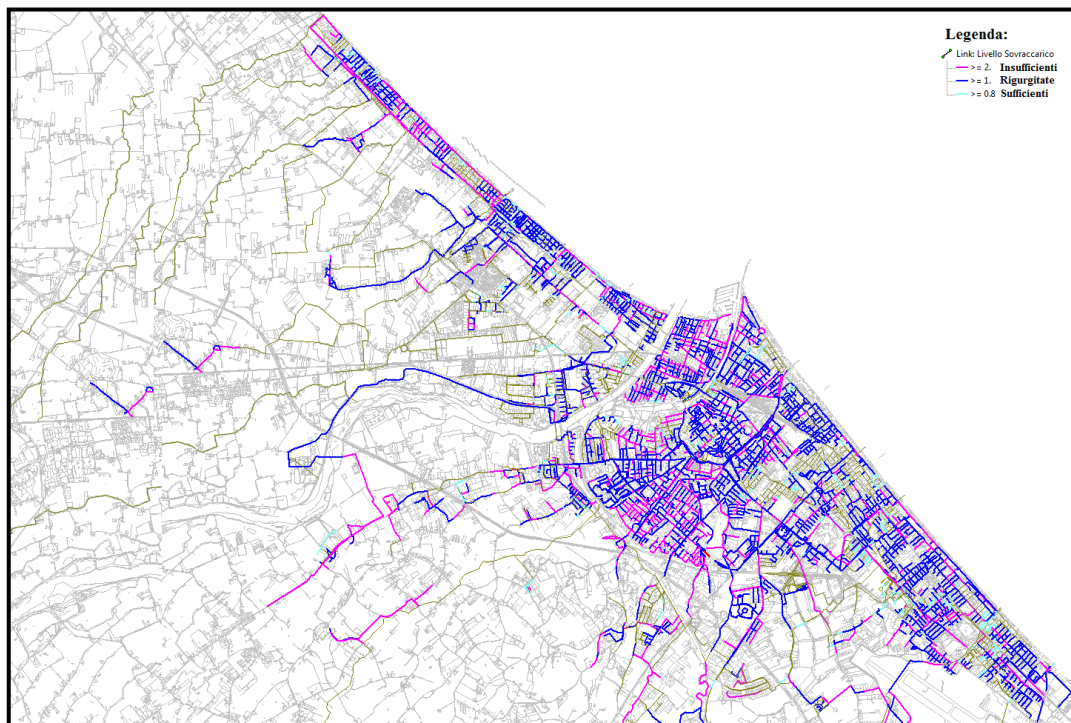 Legenda:
Link: Livello Sovraccarico
>= 2. Insufficienti
>= 1. Rigurgitate
>= 0.8 Sufficienti